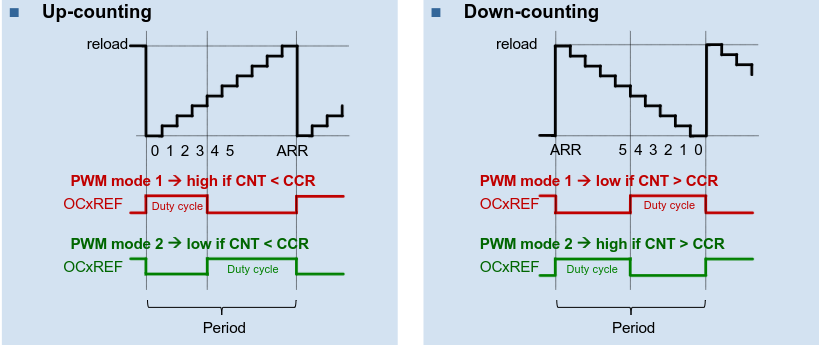 Up-counting
reload
0 1 2 3 4 5 ARR
PWM mode 1 → high if CNT < CCR
OCxREF
Duty cycle
PWM mode 2 → low if CNT < CCR
OCxREF
Duty cycle
Period
Down-counting
reload
ARR 5 4 3 2 1 0
PWM mode 1 → low if CNT > CCR
OCxREF
Duty cycle
PWM mode 2 → high if CNT > CCR
OCxREF
Duty cycle
Period